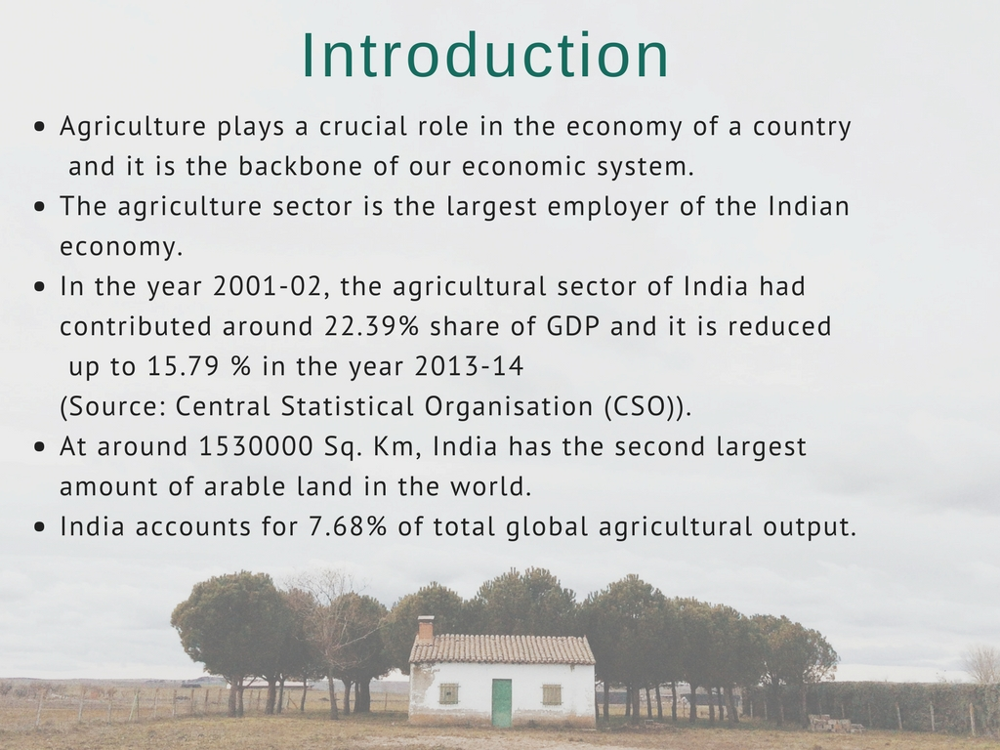 Introduction
• Agriculture plays a crucial role in the economy of a country
and it is the backbone of our economic system.
• The agriculture sector is the largest employer of the Indian
economy.
• In the year 2001-02, the agricultural sector of India had
contributed around 22.39% share of GDP and it is reduced
up to 15.79 % in the year 2013-14
(Source: Central Statistical Organisation (CSO)).
• At around 1530000 Sq. Km, India has the second largest
amount of arable land in the world.
• India accounts for 7.68% of total global agricultural output.